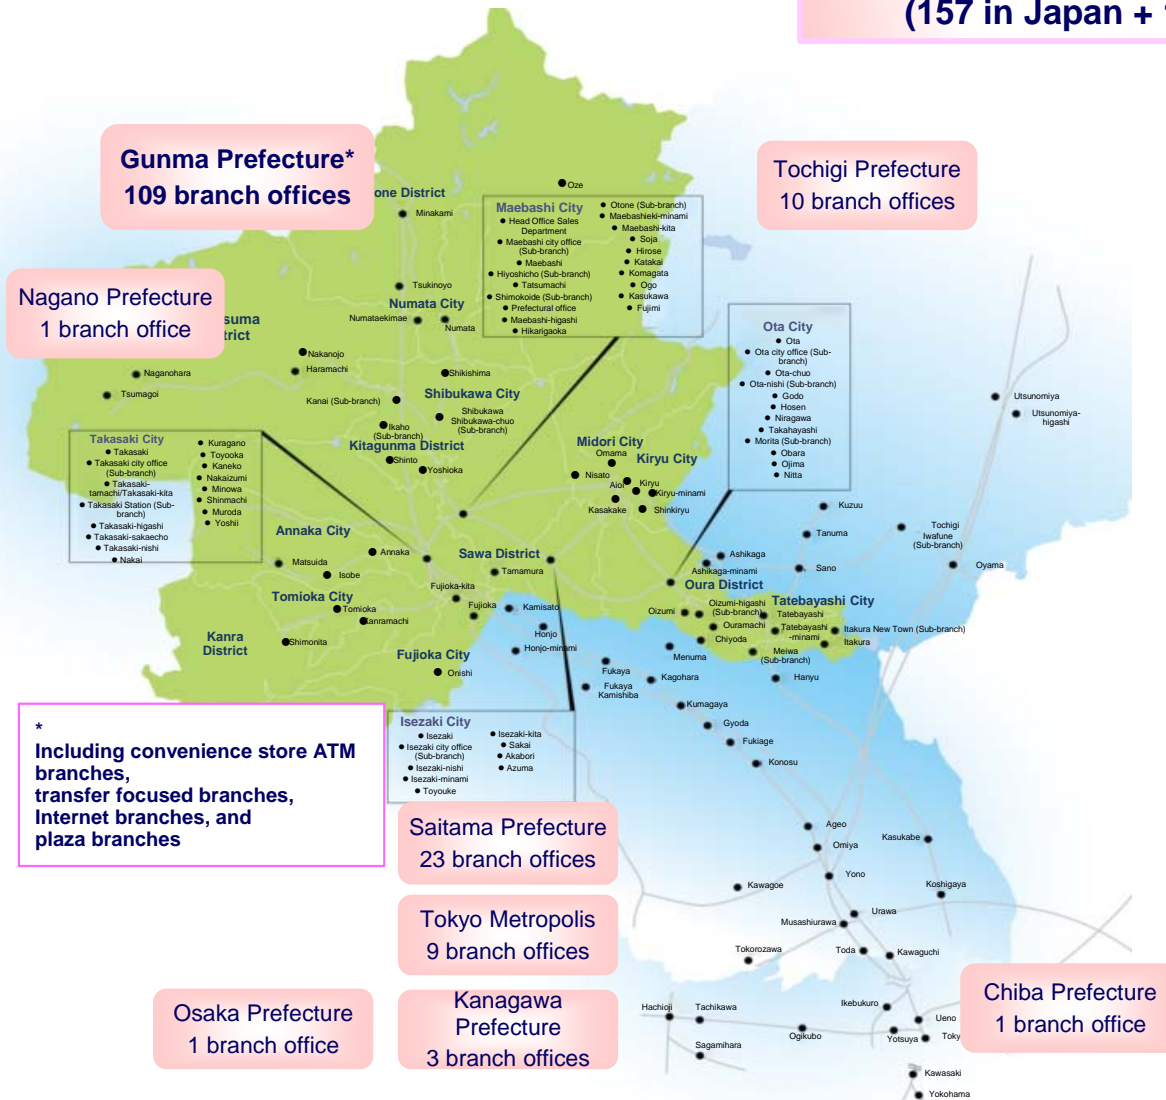 (157 in Japan +
Gunma Prefecture*
109 branch offices
Tochigi Prefecture
10 branch offices
Nagano Prefecture
1 branch office
District
Minakami
Oze
Tsukinoyo
Numata City
Numataekimae
Numata
Nakanojo
Haramachi
Naganohara
Tsumagoi
Shikishima
Shibukawa City
Kanai (Sub-branch)
Shibukawa
Shibukawa-chuo
(Sub-branch)
Ikaho
(Sub-branch)
Kitagunma District
Shinto
Yoshioka
Maebashi City
Head Office Sales
Department
Maebashi city office
(Sub-branch)
Maebashi
Hiyoshicho (Sub-branch)
Tatsumachi
Shimokoide (Sub-branch)
Prefectural office
Maebashi-higashi
Hikarigaoka
Otone (Sub-branch)
Maebashieki-minami
Maebashi-kita
Soja
Hirose
Katakai
Komagata
Ogo
Kasukawa
Fujimi
Ota City
Ota
Ota city office (Sub-
branch)
Ota-chuo
Ota-nishi (Sub-branch)
Godo
Hosen
Niragawa
Takahayashi
Morita (Sub-branch)
Obara
Ojima
Nitta
Takasaki City
Takasaki
Takasaki city office
(Sub-branch)
Takasaki-
tamachi/Takasaki-kita
Takasaki Station (Sub-
branch)
Takasaki-higashi
Takasaki-sakaecho
Takasaki-nishi
Nakai
Kuragano
Toyooka
Kaneko
Nakaizumi
Minowa
Shinmachi
Muroda
Yoshii
Midori City
Omama
Kiryu City
Nisato
Aioi
Kiryu
Kiryu-minami
Kasakake
Shinkiryu
Utsunomiya
Utsunomiya-
higashi
Kuzuu
Tanuma
Tochigi
Iwafune
(Sub-branch)
Sano
Oyama
Ashikaga
Ashikaga-minami
Annaka City
Annaka
Matsuida
Isobe
Sawa District
Tamamura
Tomioka City
Tomioka
Kanramachi
Kanra
District
Shimonita
Fujioka-kita
Fujioka
Kamisato
Honjo
Honjo-minami
Fujioka City
Onishi
Oura District
Oizumi
Oizumi-higashi
(Sub-branch)
Ouramachi
Chiyoda
Tatebayashi City
Tatebayashi
Tatebayashi
-minami
Itakura New Town (Sub-branch)
Itakura
Meiwa
(Sub-branch)
Menuma
Hanyu
Fukaya
Fukaya
Kamishiba
Kagohara
Kumagaya
Gyoda
Fukiage
Konosu
Isezaki City
Isezaki
Isezaki city office
(Sub-branch)
Isezaki-nishi
Isezaki-minami
Toyouke
Isezaki-kita
Sakai
Akabori
Azuma
*
Including convenience store ATM
branches,
transfer focused branches,
Internet branches, and
plaza branches
Saitama Prefecture
23 branch offices
Tokyo Metropolis
9 branch offices
Osaka Prefecture
1 branch office
Kanagawa
Prefecture
3 branch offices
Chiba Prefecture
1 branch office
Ageo
Omiya
Kasukabe
Yono
Kawagoe
Koshigaya
Urawa
Musashiurawa
Tokorozawa
Toda
Kawaguchi
Hachioji
Tachikawa
Sagamihara
Ogikubo
Ikebukuro
Ueno
Yotsuya
Toky
Kawasaki
Yokohama